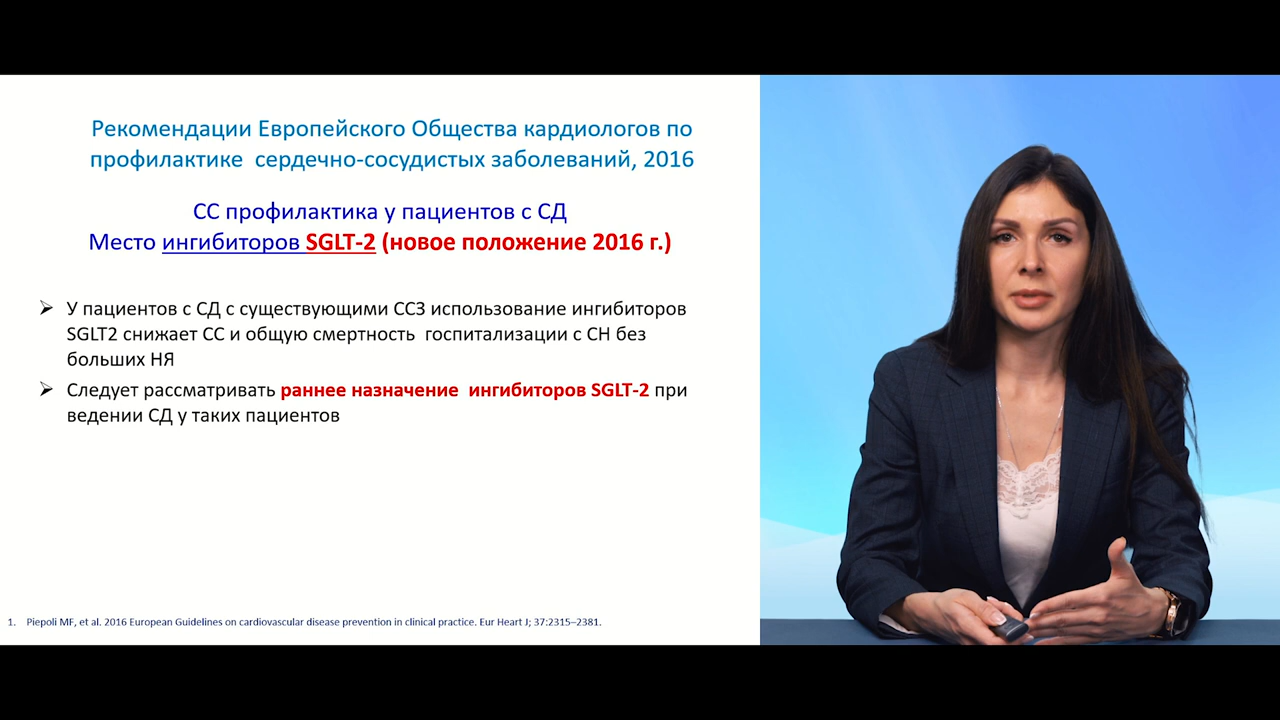 Рекомендации Европейского Общества кардиологов по
профилактике сердечно-сосудистых заболеваний, 2016
СС профилактика у пациентов с СД
Место ингибиторов SGLT-2 (новое положение 2016 г.)
У пациентов с СД с существующими ССЗ использование ингибиторов
SGLT2 снижает СС и общую смертность госпитализации с СН без
больших НЯ
Следует рассматривать раннее назначение ингибиторов SGLT-2 при
ведении СД у таких пациентов
1. Piepoli MF, et al. 2016 European Guidelines on cardiovascular disease prevention in clinical practice. Eur Heart J; 37:2315–2381.